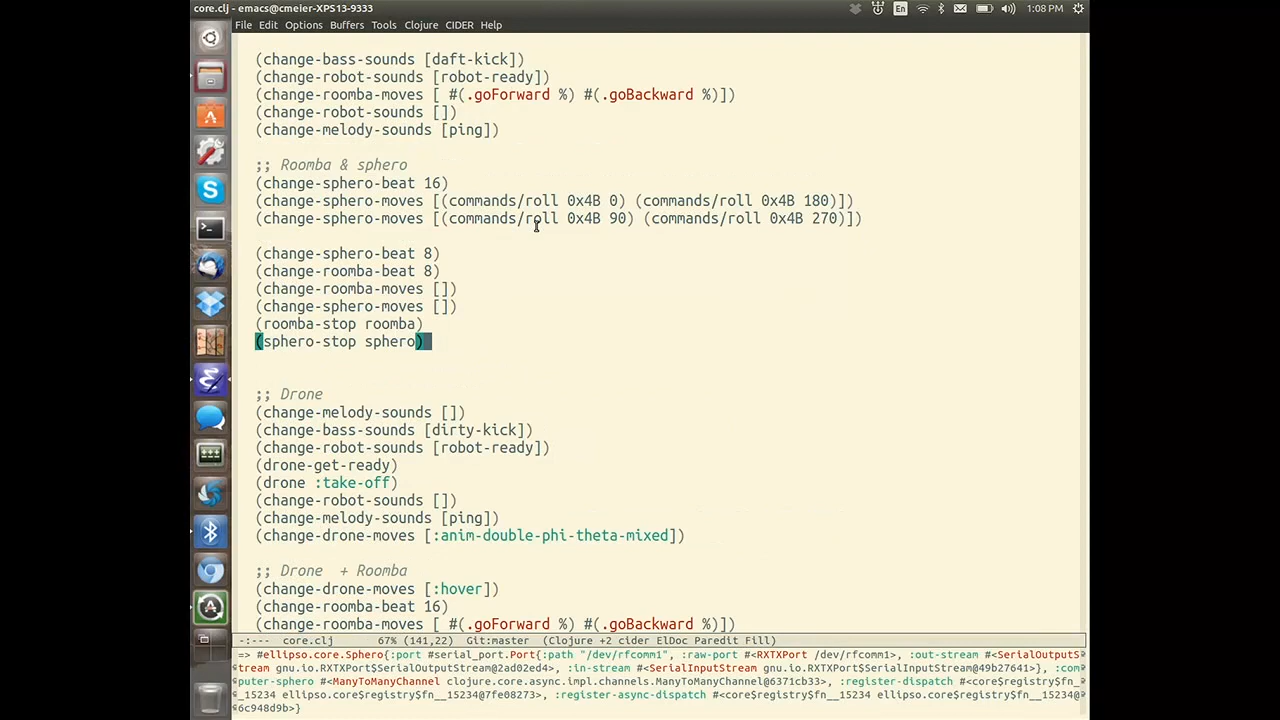 core.clj - emacs@cmeier-XPS13-9333
En
1:08 PM
File Edit Options Buffers Tools Clojure CIDER Help
(change-bass-sounds [daft-kick])
(change-robot-sounds [robot-ready])
(change-roomba-moves [ #(.goForward %) #(.goBackward %)])
(change-robot-sounds [])
(change-melody-sounds [ping])
;; Roomba & sphero
(change-sphero-beat 16)
(change-sphero-moves [(commands/roll 0x4B 0) (commands/roll 0x4B 180)])
(change-sphero-moves [(commands/roll 0x4B 90) (commands/roll 0x4B 270)])
(change-sphero-beat 8)
(change-roomba-beat 8)
(change-roomba-moves [])
(change-sphero-moves [])
(roomba-stop roomba)
(sphero-stop sphero)
;; Drone
(change-melody-sounds [])
(change-bass-sounds [dirty-kick])
(change-robot-sounds [robot-ready])
(drone-get-ready)
(drone :take-off)
(change-robot-sounds [])
(change-melody-sounds [ping])
(change-drone-moves [:anim-double-phi-theta-mixed])
;; Drone  + Roomba
(change-drone-moves [:hover])
(change-roomba-beat 16)
(change-roomba-moves [ #(.goForward %) #(.goBackward %)])
-:--- core.clj 67% (141,22) Git:master (Clojure +2 cider ElDoc Paredit Fill)
=> #ellipso.core.Sphero{:port #serial_port.Port{:path "/dev/rfcomm1", :raw-port #<RXTXPort /dev/rfcomm1>, :out-stream #<SerialOutputS
tream gnu.io.RXTXPort$SerialOutputStream@2ad02ed4>, :in-stream #<SerialInputStream gnu.io.RXTXPort$SerialInputStream@49b27641>}, :com
puter-sphero #<ManyToManyChannel clojure.core.async.impl.channels.ManyToManyChannel@6371cb33>, :register-dispatch #<core$registry$fn_
_15234 ellipso.core$registry$fn__15234@7fe08273>, :register-async-dispatch #<core$registry$fn__15234 ellipso.core$registry$fn__15234@
6c948d9b>}